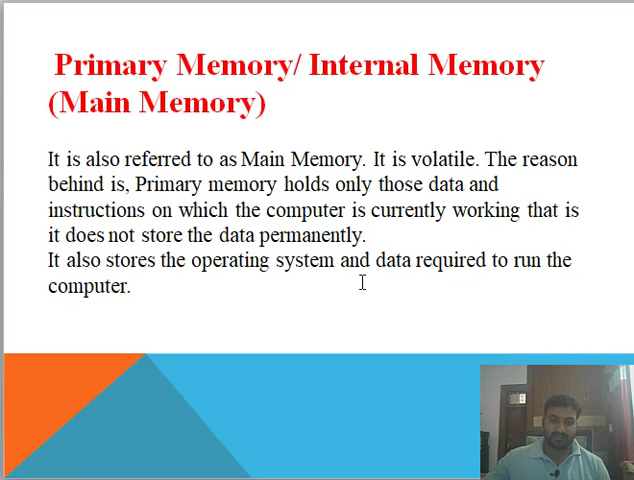 Primary Memory/ Internal Memory
(Main Memory)
It is also referred to as Main Memory. It is volatile. The reason
behind is, Primary memory holds only those data and
instructions on which the computer is currently working that is
it does not store the data permanently.
It also stores the operating system and data required to run the
computer.